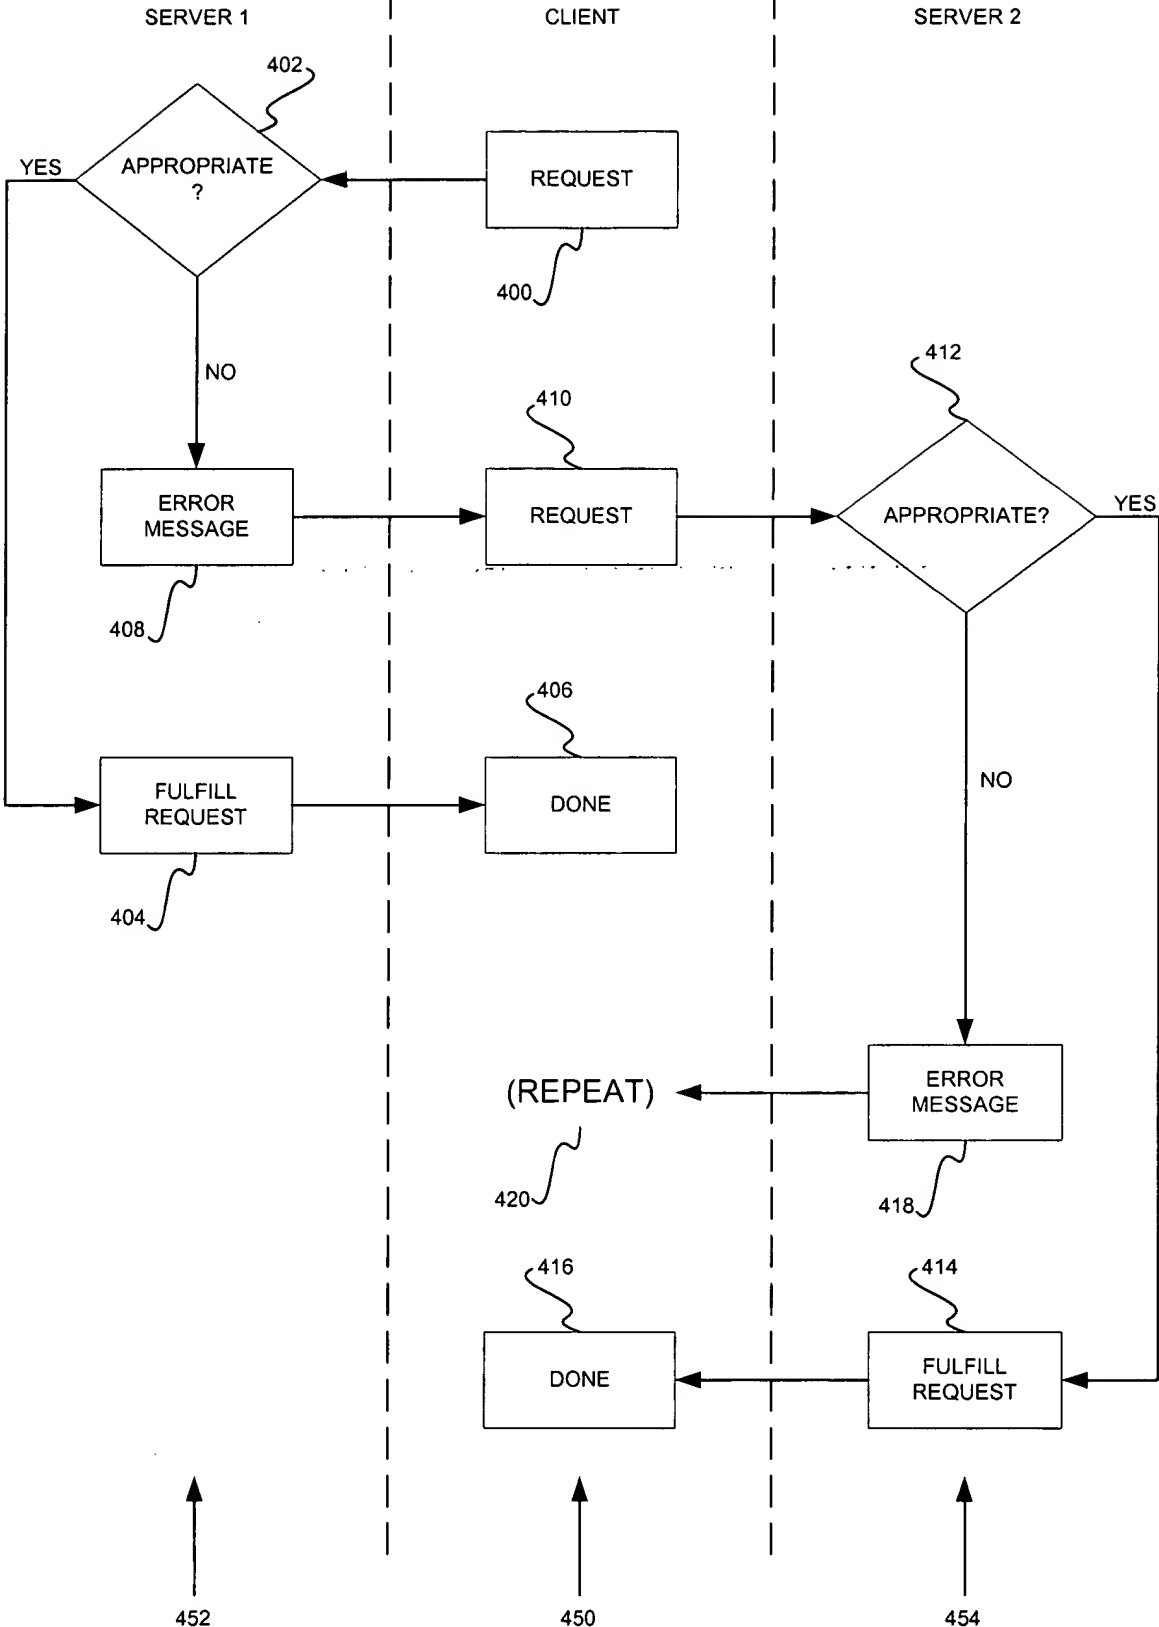 SERVER 1
CLIENT
SERVER 2
402
YES
APPROPRIATE
?
REQUEST
400
NO
412
410
ERROR
MESSAGE
REQUEST
APPROPRIATE?
YES
408
406
NO
FULFILL
REQUEST
DONE
404
(REPEAT)
ERROR
MESSAGE
420
418
416
414
DONE
FULFILL
REQUEST
452
450
454